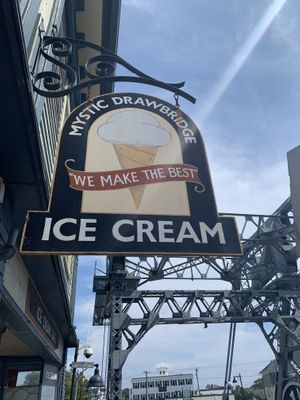 MYSTIC DRAWBRIDGE
"WE MAKE THE BEST"
ICE CREAM